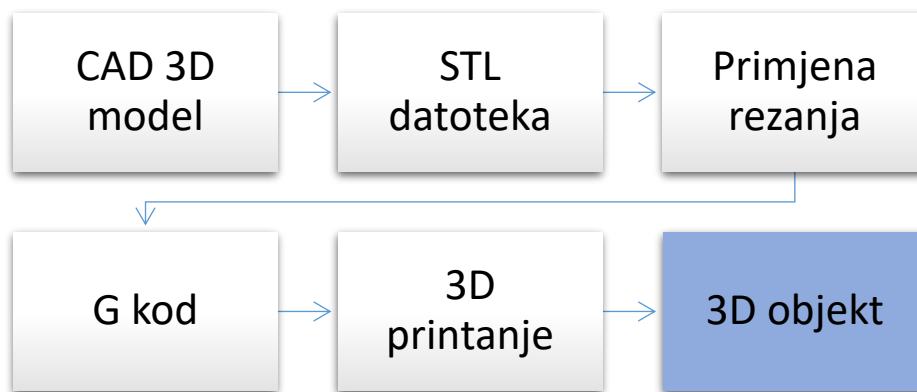 CAD 3D
model
STL
datoteka
Primjena
rezanja
G kod
3D
printanje
3D objekt